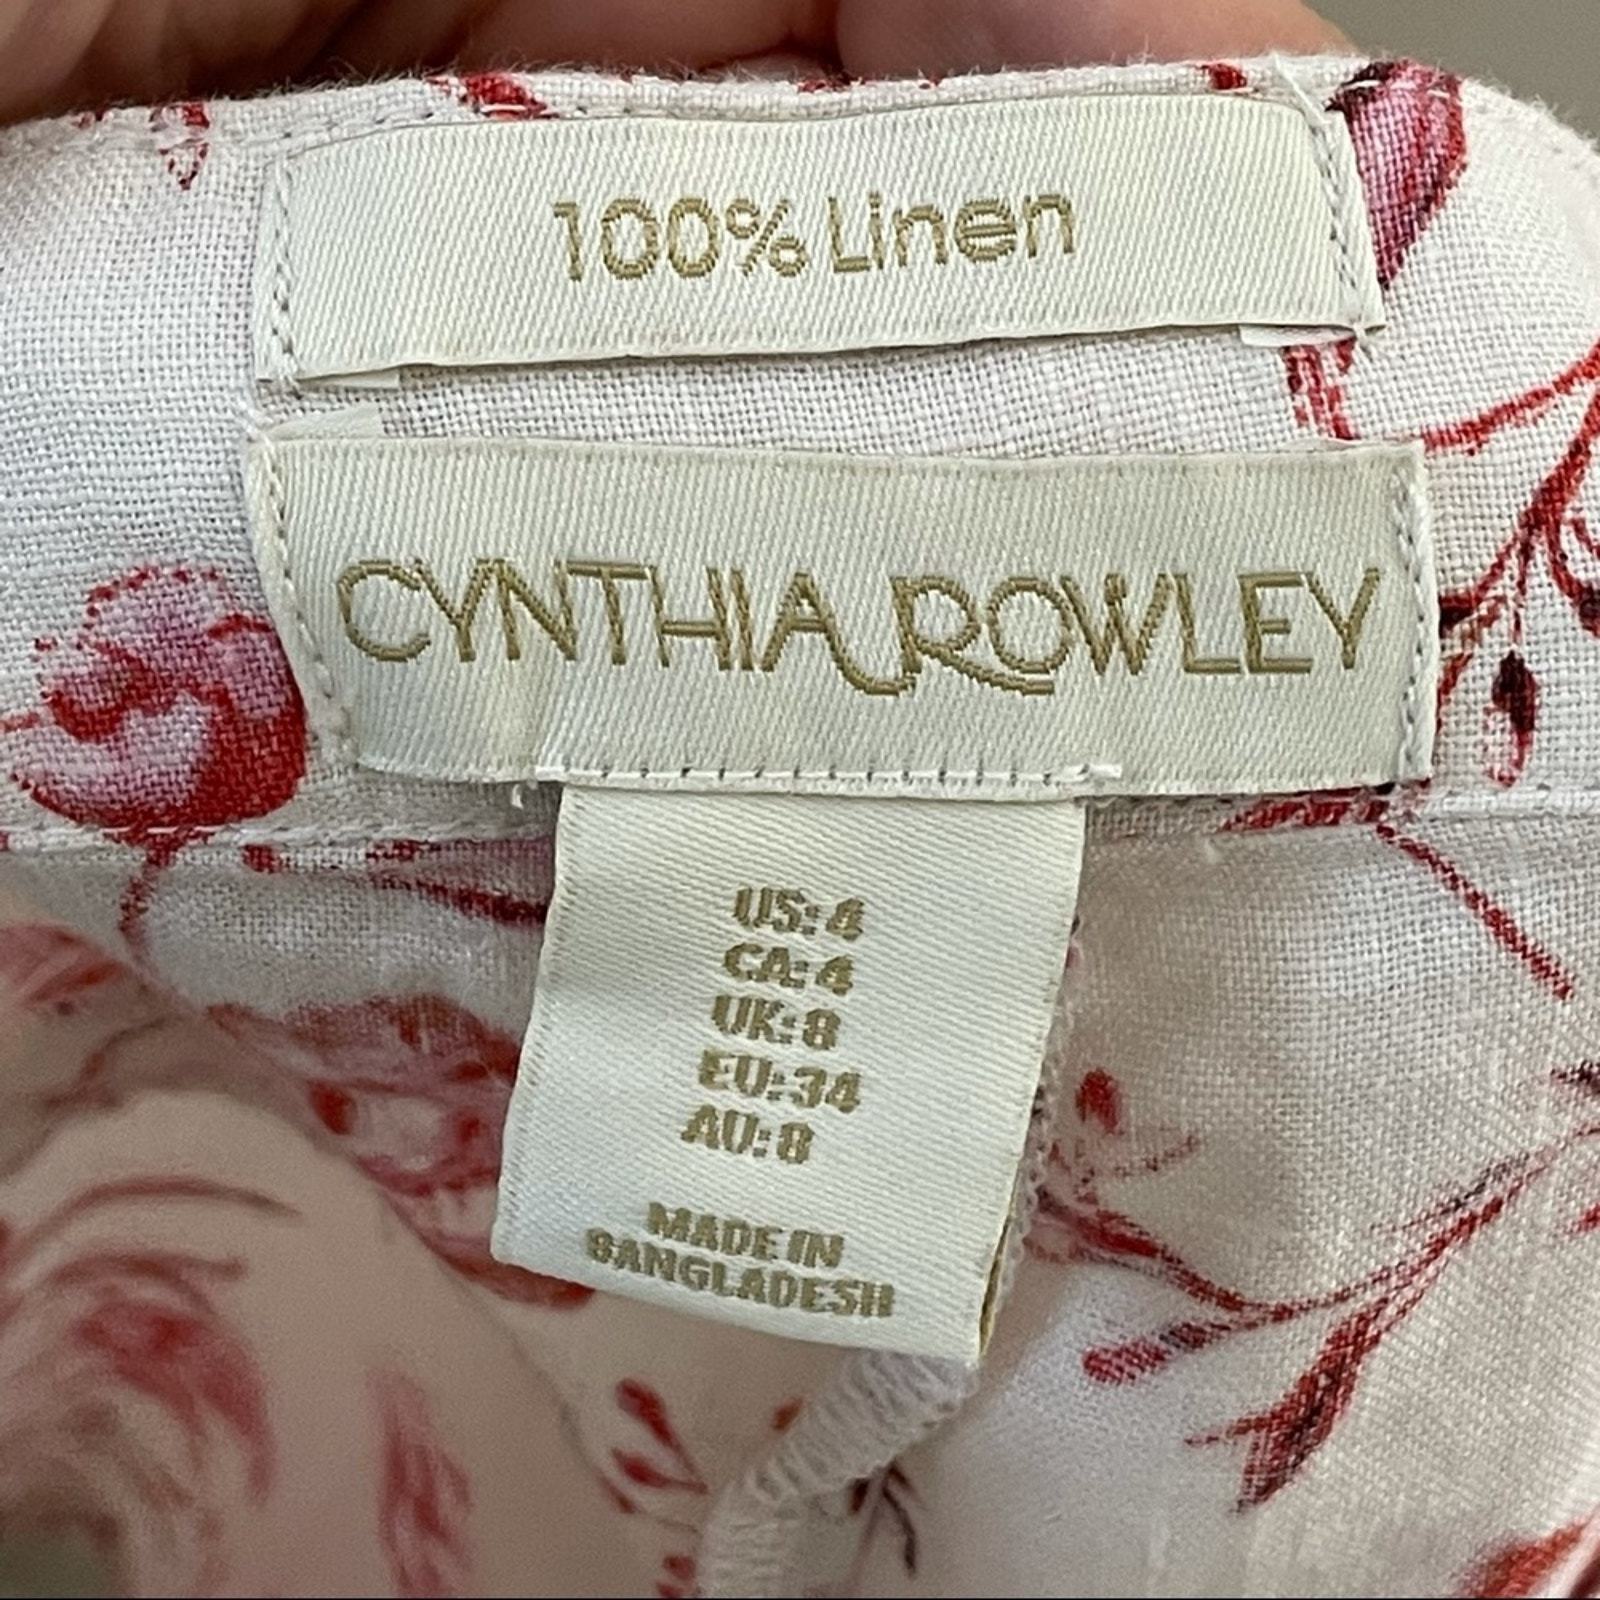 100% Linen
CYNTHIA ROWLEY
US: 4
CA: 4
UK: 8
EU: 34
AU: 8
MADE IN
BANGLADESH